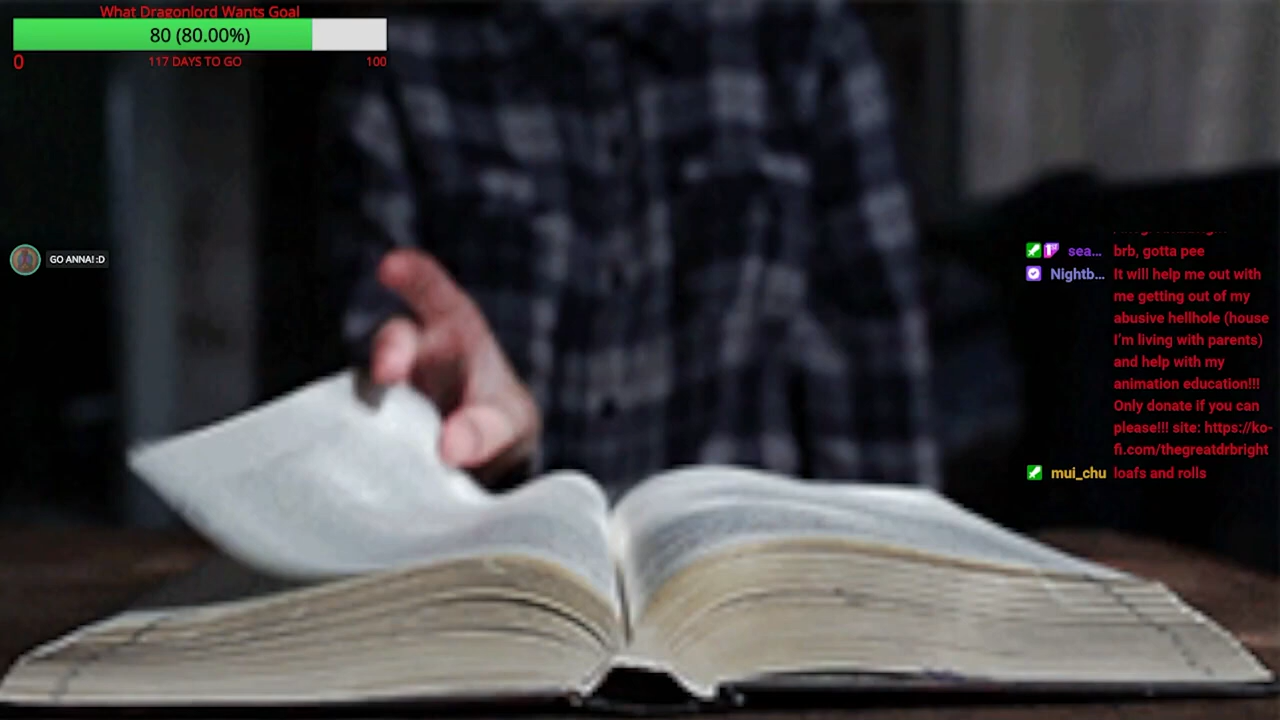 What Dragonlord Wants Goal
80 (80.00%)
0
117 DAYS TO GO
100
GO ANNA! :D
sea... brb, gotta pee
Nightb... It will help me out with
me getting out of my
abusive hellhole (house
I'm living with parents)
and help with my
animation education!!!
Only donate if you can
please!!! site: https://ko-
fi.com/thegreatdrbright
mui_chu loafs and rolls